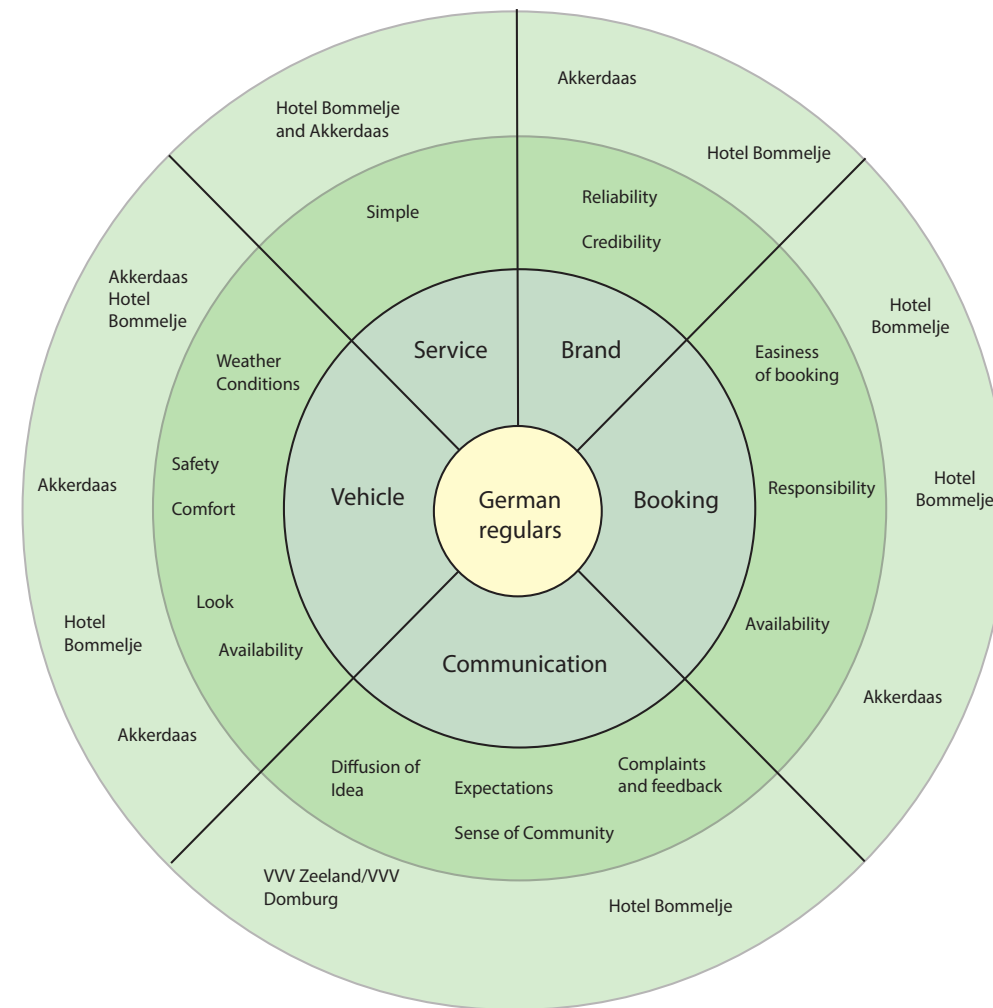 Akkerdaas
Hotel Bommelje
and Akkerdaas
Hotel Bommelje
Reliability
Simple
Credibility
Akkerdaas
Hotel
Bommelje
Hotel
Bommelje
Service
Brand
Easiness
of booking
Weather
Conditions
Safety
Comfort
Akkerdaas
Vehicle
German
regulars
Booking
Responsibility
Hotel
Bommelje
Look
Availability
Hotel
Bommelje
Availability
Communication
Akkerdaas
Akkerdaas
Diffusion of
Idea
Expectations
Complaints
and feedback
Sense of Community
VVV Zeeland/VVV
Domburg
Hotel Bommelje